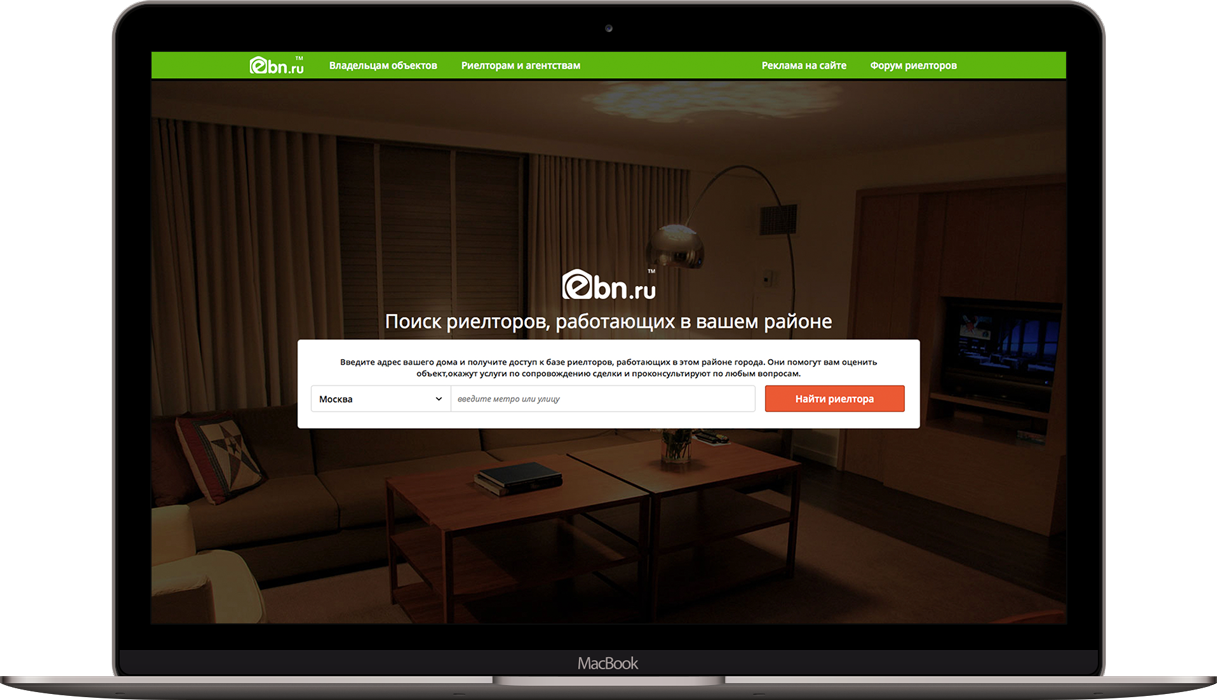 ebn.ru™ Владельцам объектов Риелторам и агентствам Реклама на сайте Форум риелторов
ebn.ru™
Поиск риелторов, работающих в вашем районе
Введите адрес вашего дома и получите доступ к базе риелторов, работающих в этом районе города. Они помогут вам оценить
объект,окажут услуги по сопровождению сделки и проконсультируют по любым вопросам.
Москва введите метро или улицу Найти риелтора
MacBook